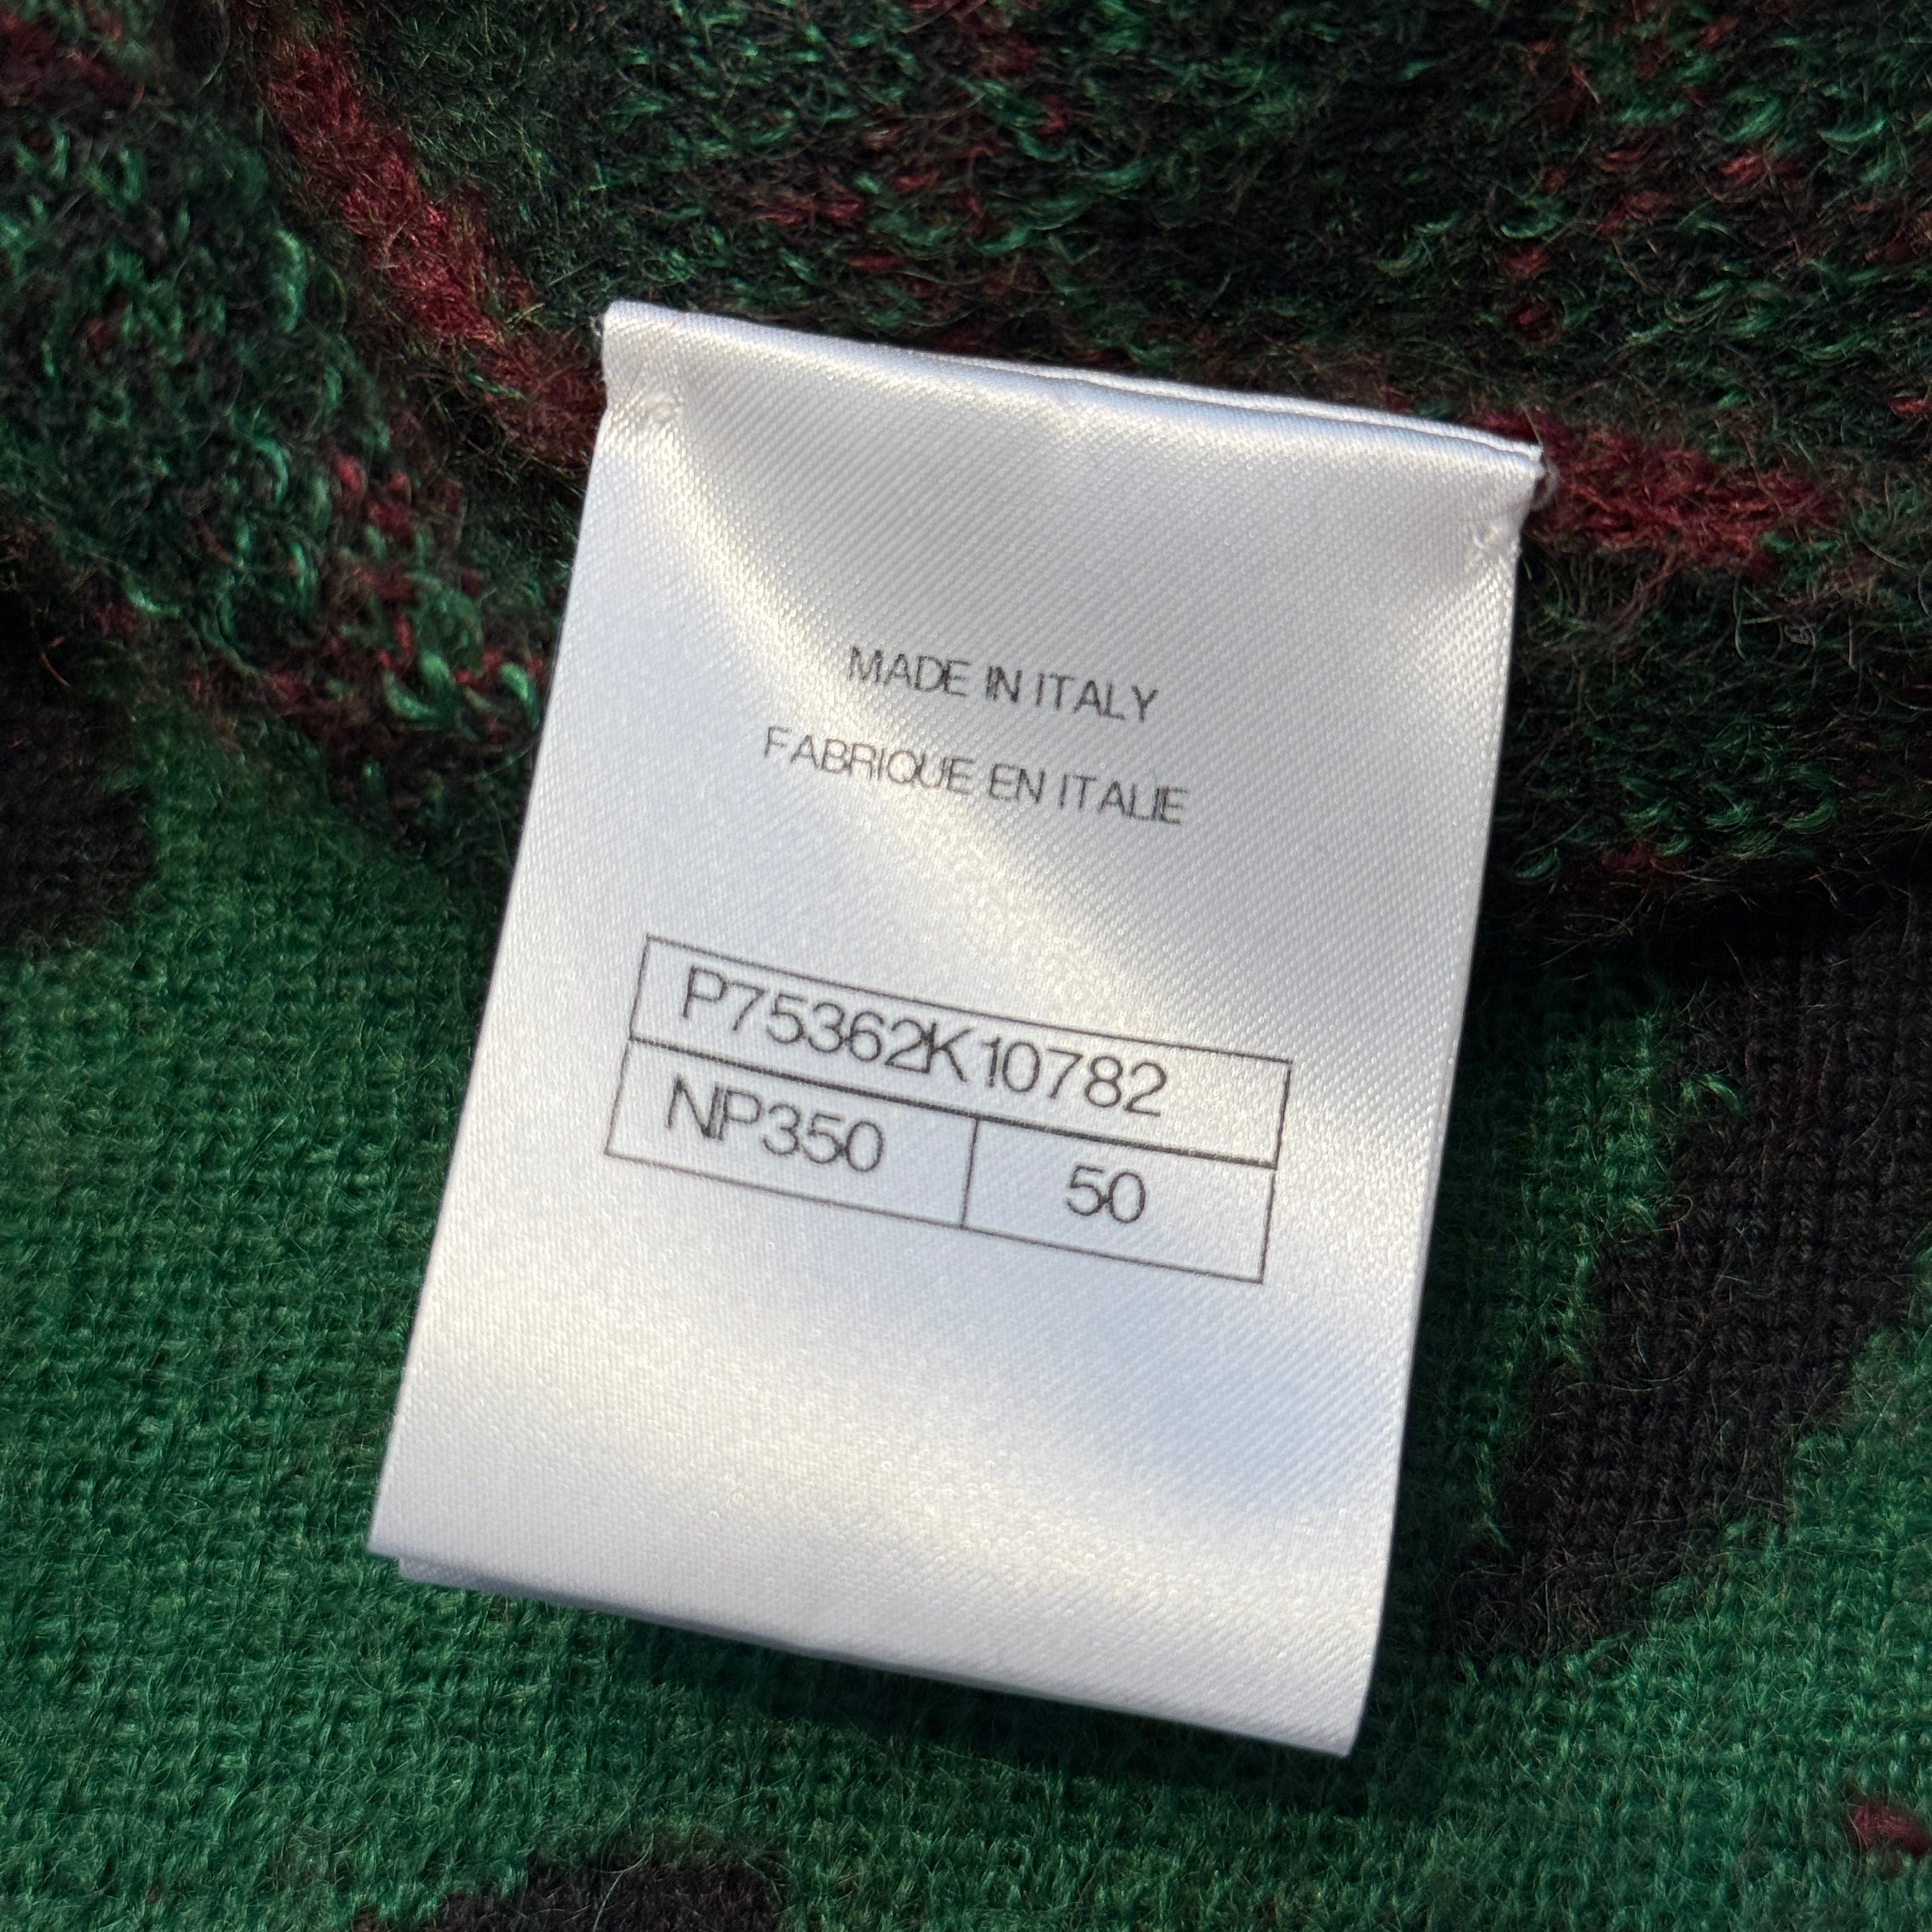 MADE IN ITALY
FABRIQUE EN ITALIE
P75362K10782
NP350 50